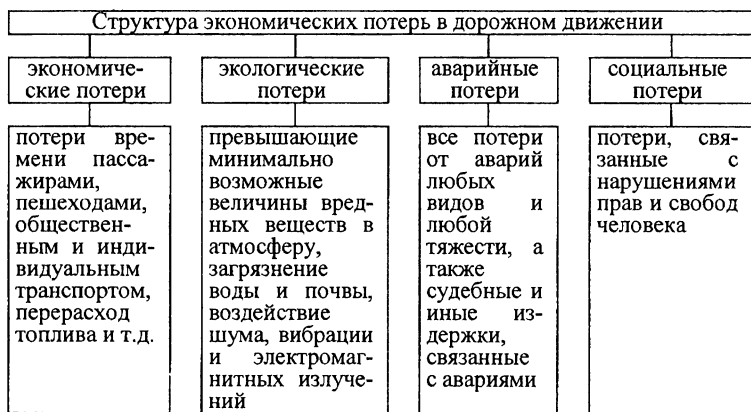 Структура экономических потерь в дорожном движении
экономиче-
ские потери
экологические
потери
аварийные
потери
социальные
потери
потери вре-
мени пасса-
жирами,
пешеходами,
обществен-
ным и инди-
видуальным
транспортом,
перерасход
топлива и т.д.
превышающие
минимально
возможные
величины вред-
ных веществ в
атмосферу,
загрязнение
воды и почвы,
воздействие
шума, вибрации
и электромаг-
нитных излуче-
ний
все потери
от аварий
любых
видов и
любой
тяжести, а
также
судебные и
иные из-
держки,
связанные
с авариями
потери, свя-
занные с
нарушениями
прав и свобод
человека